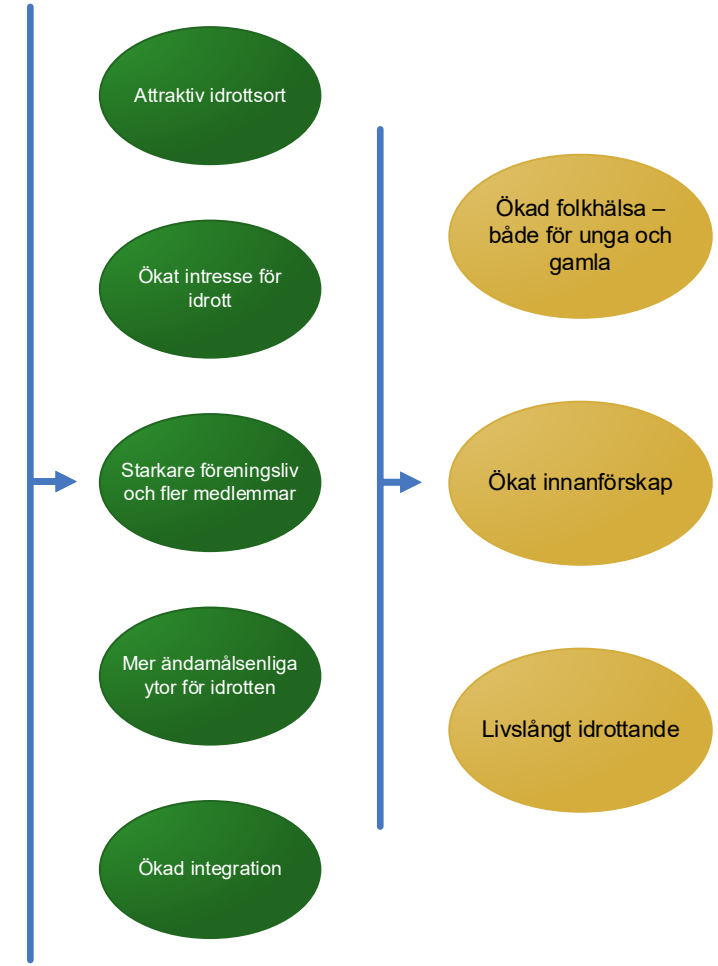 Attraktiv idrottsort
Ökat intresse för
idrott
Starkare föreningsliv
och fler medlemmar
Mer ändamålsenliga
ytor för idrotten
Ökad integration
Ökad folkhälsa –
både för unga och
gamla
Ökat innanförskap
Livslångt idrottande